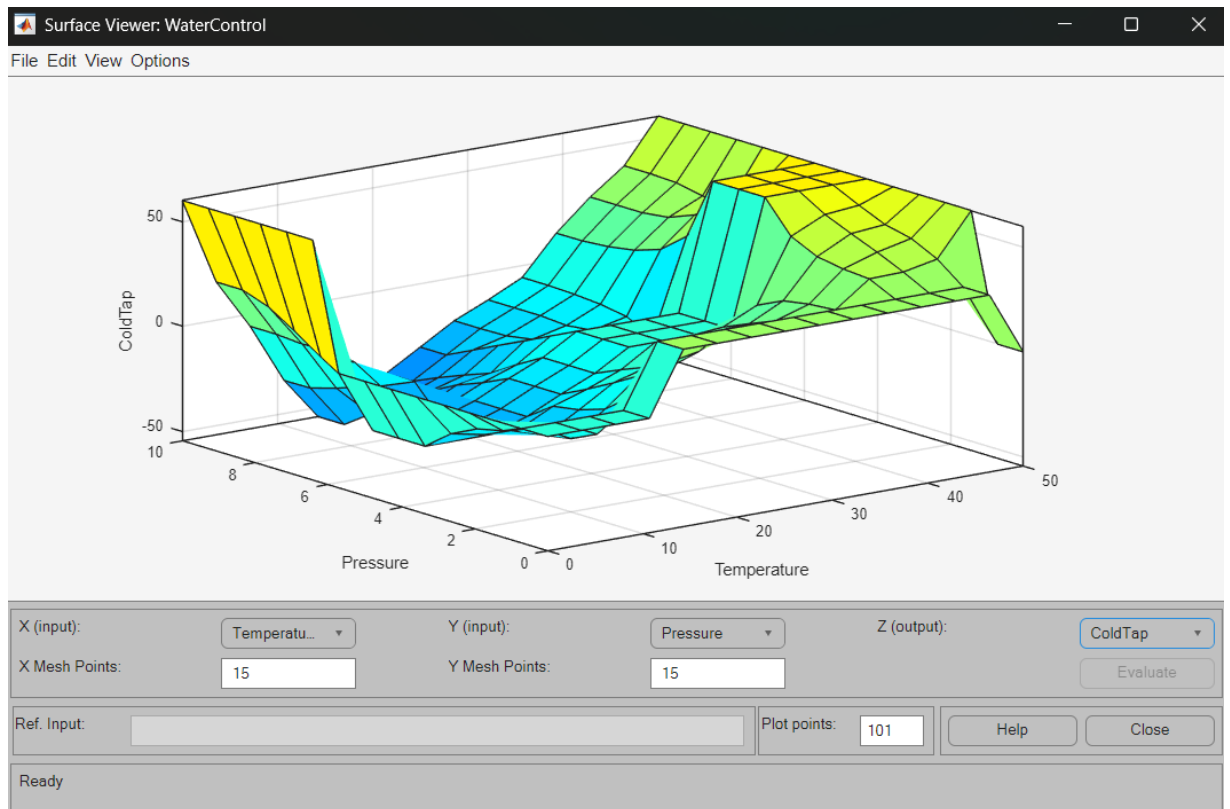 Surface Viewer: WaterControl
File Edit View Options
50
0
-50
ColdTap
10
8
6
4
2
0
Pressure
0
10
20
30
40
50
Temperature
X (input):
Temperatu...
Y (input):
Pressure
Z (output):
ColdTap
X Mesh Points:
15
Y Mesh Points:
15
Evaluate
Ref. Input:
Plot points:
101
Help
Close
Ready